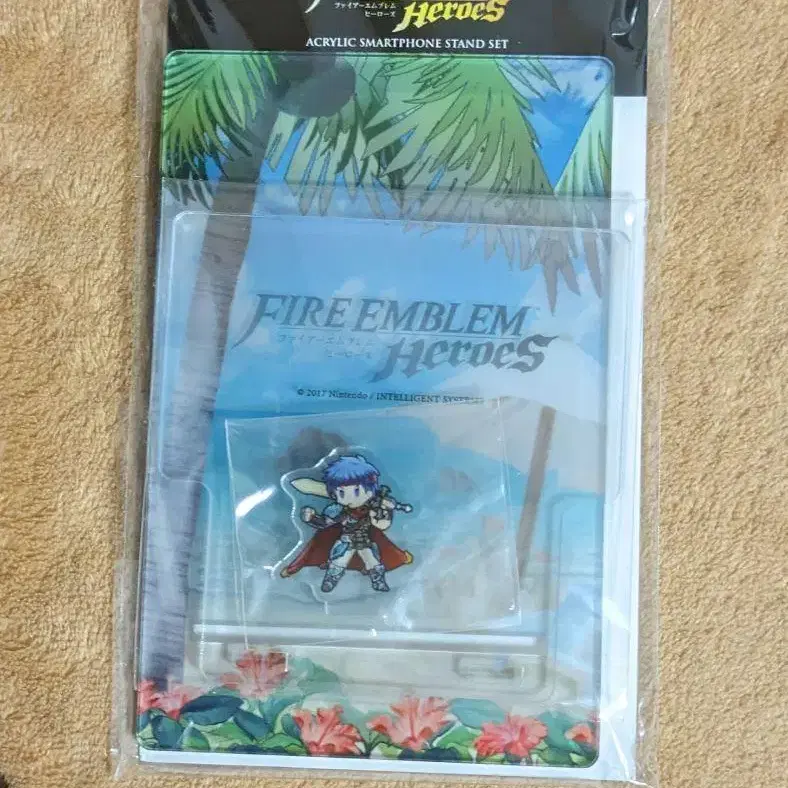 ファイアーエムブレム
Heroes
ヒーローズ
ACRYLIC SMARTPHONE STAND SET
FIRE EMBLEM
ファイアーエムブレム
Heroes
ヒーローズ
© 2017 Nintendo / INTELLIGENT SYSTEMS